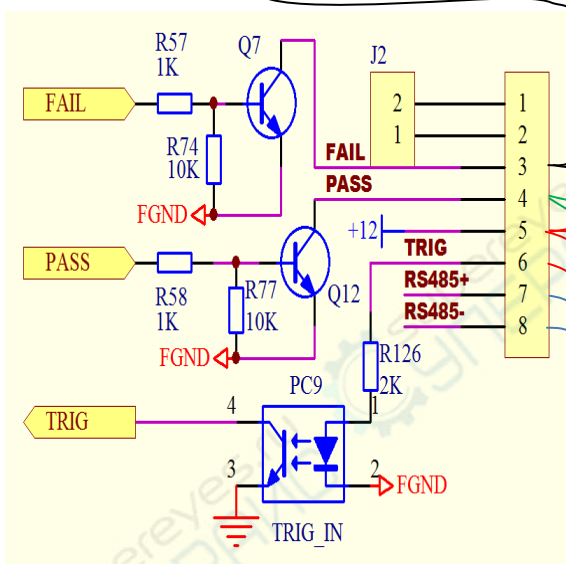 R57
1K
Q7
J2
FAIL
2
1
1
2
3
4
5
6
7
8
R74
10K
FAIL
PASS
FGND
+12
TRIG
RS485+
RS485-
PASS
R58
1K
R77
10K
Q12
FGND
R126
2K
PC9
TRIG
4
1
3
2
FGND
TRIG_IN